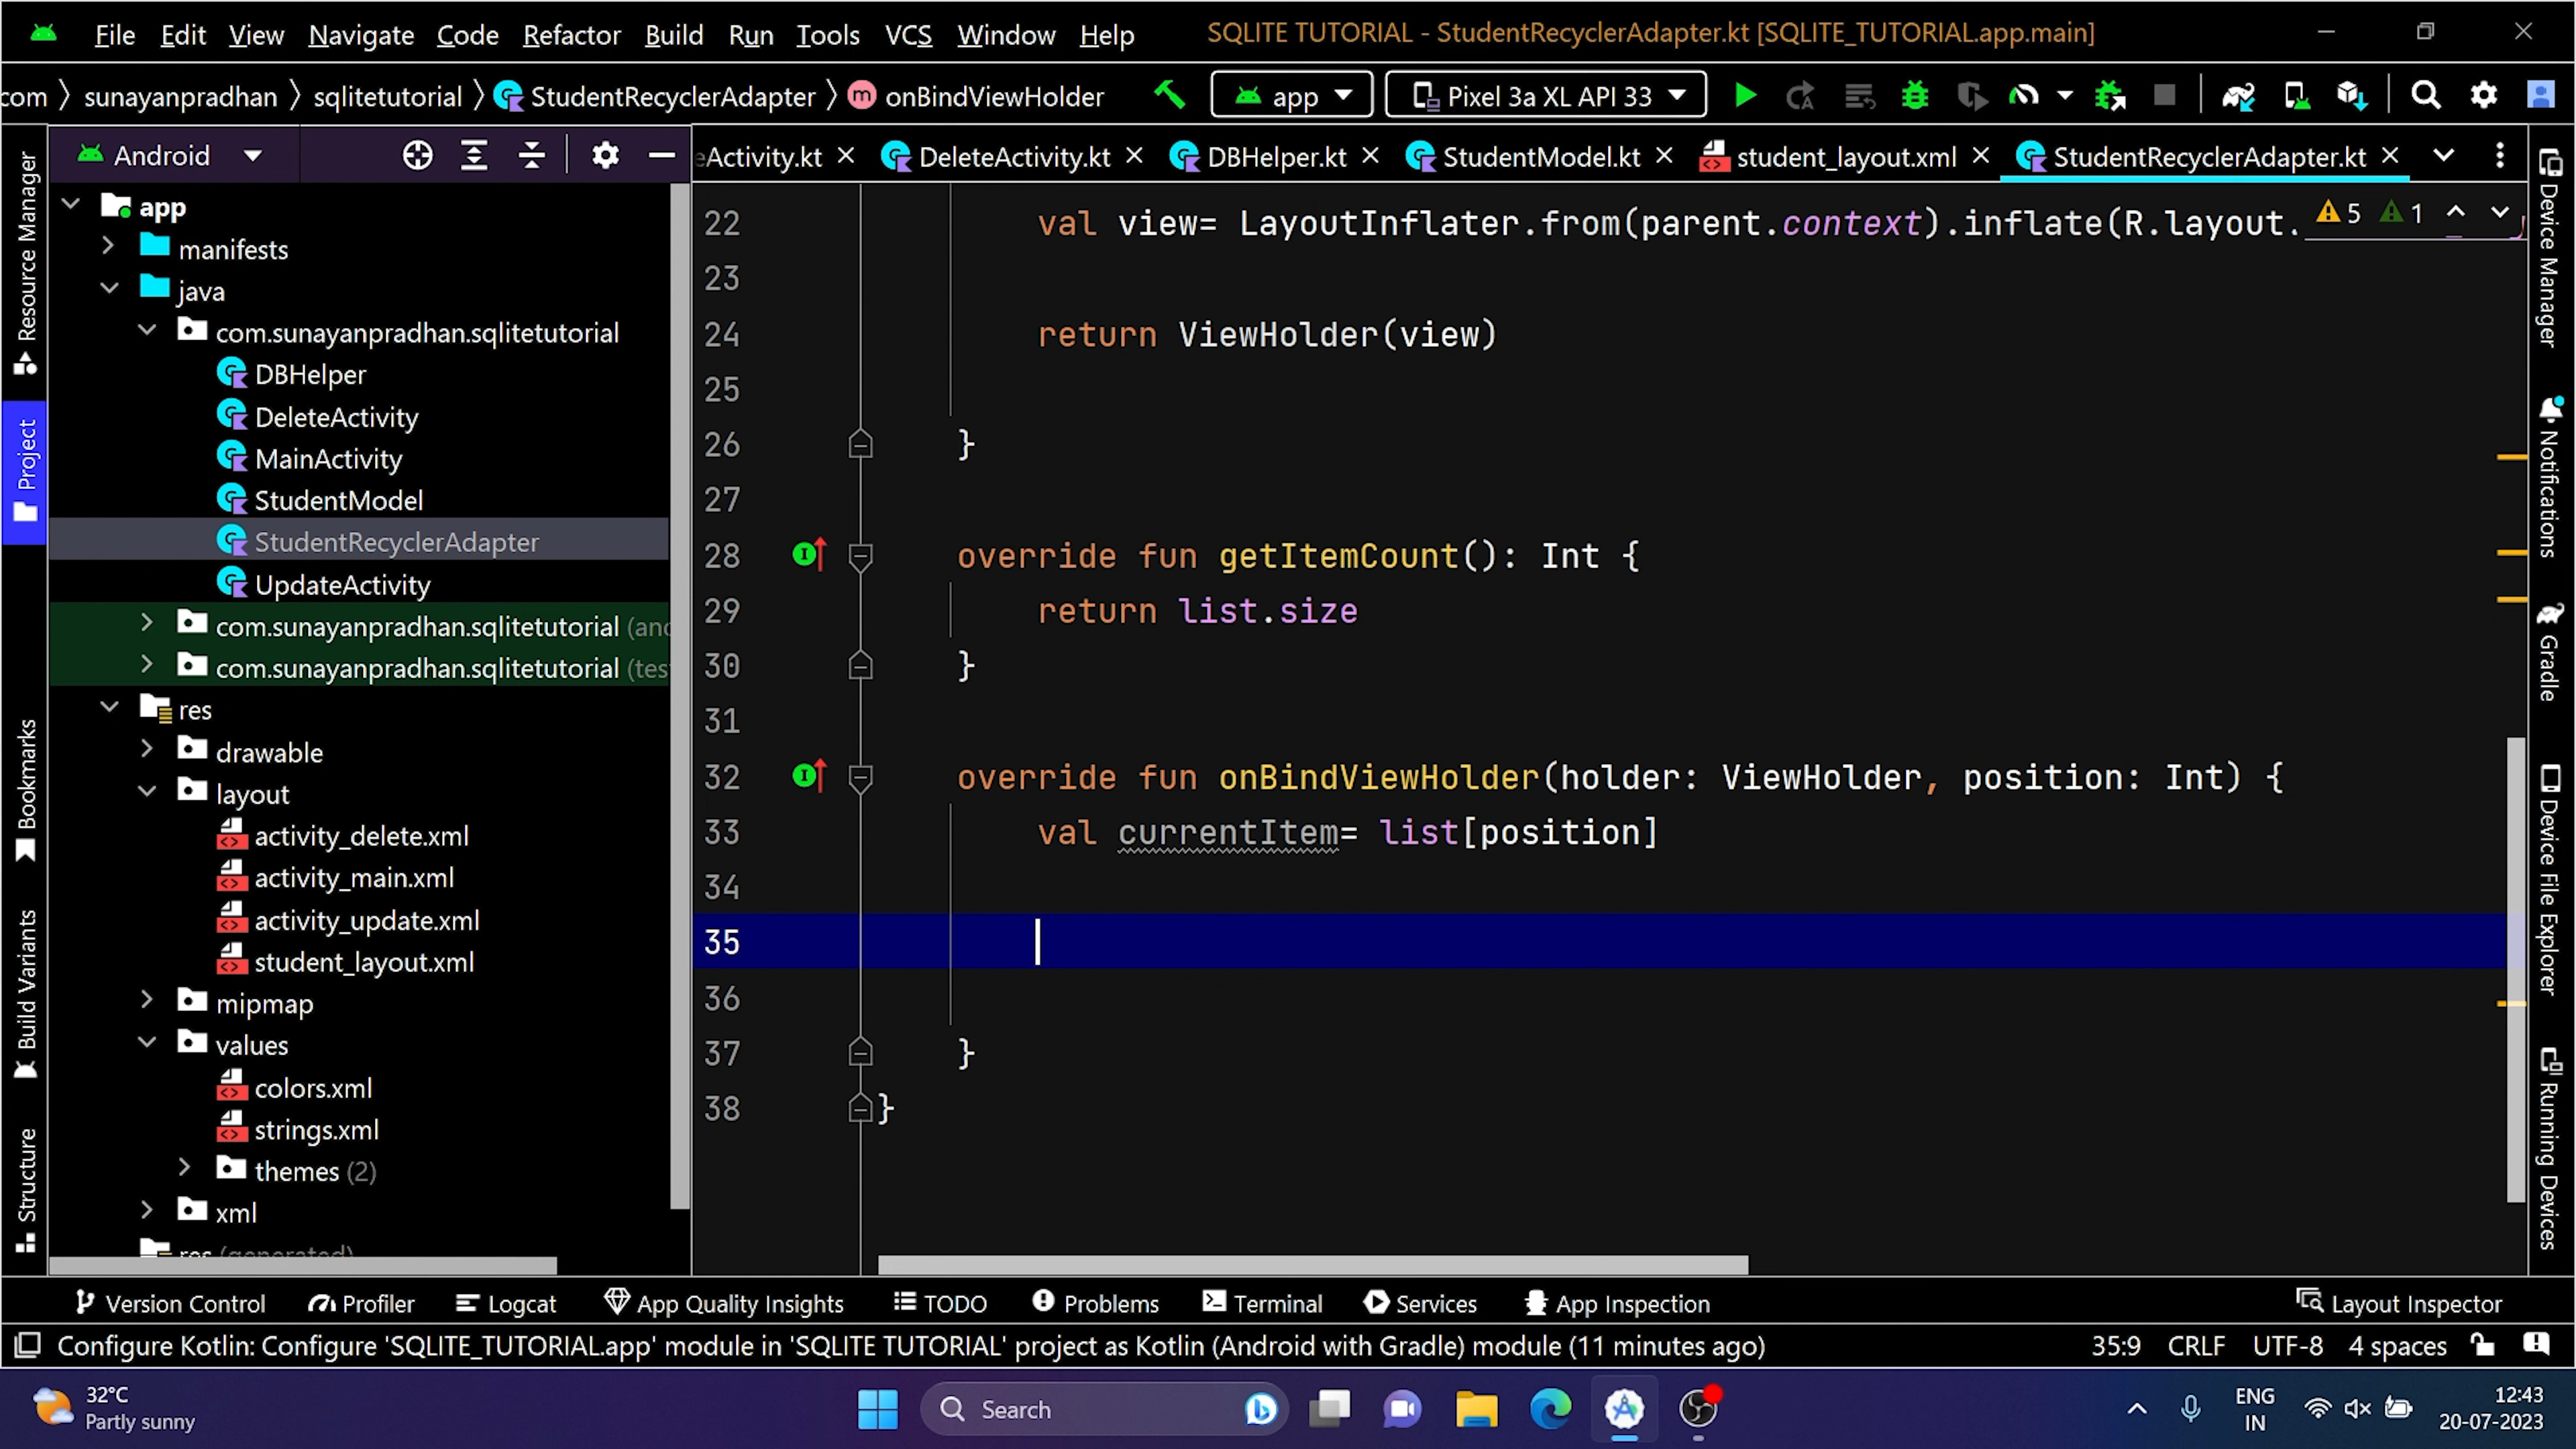 File Edit View Navigate Code Refactor Build Run Tools VCS Window Help SQLITE TUTORIAL - StudentRecyclerAdapter.kt [SQLITE_TUTORIAL.app.main]
com sunayanpradhan sqlitetutorial StudentRecyclerAdapter m onBindViewHolder app Pixel 3a XL API 33
Android
eActivity.kt DeleteActivity.kt DBHelper.kt StudentModel.kt student_layout.xml StudentRecyclerAdapter.kt
Resource Manager
Project
Bookmarks
Build Variants
Structure
app
manifests
java
com.sunayanpradhan.sqlitetutorial
DBHelper
DeleteActivity
MainActivity
StudentModel
StudentRecyclerAdapter
UpdateActivity
com.sunayanpradhan.sqlitetutorial (and
com.sunayanpradhan.sqlitetutorial (tes
res
drawable
layout
activity_delete.xml
activity_main.xml
activity_update.xml
student_layout.xml
mipmap
values
colors.xml
strings.xml
themes (2)
xml
res (generated)
22 val view= LayoutInflater.from(parent.context).inflate(R.layout. 5 1
23
24 return ViewHolder(view)
25
26 }
27
28 override fun getItemCount(): Int {
29 return list.size
30 }
31
32 override fun onBindViewHolder(holder: ViewHolder, position: Int) {
33 val currentItem= list[position]
34
35
36
37 }
38 }
Device Manager
Notifications
Gradle
Device File Explorer
Running Devices
Version Control Profiler Logcat App Quality Insights TODO Problems Terminal Services App Inspection Layout Inspector
Configure Kotlin: Configure 'SQLITE_TUTORIAL.app' module in 'SQLITE TUTORIAL' project as Kotlin (Android with Gradle) module (11 minutes ago) 35:9 CRLF UTF-8 4 spaces
32°C
Partly sunny
Search
ENG
IN
12:43
20-07-2023